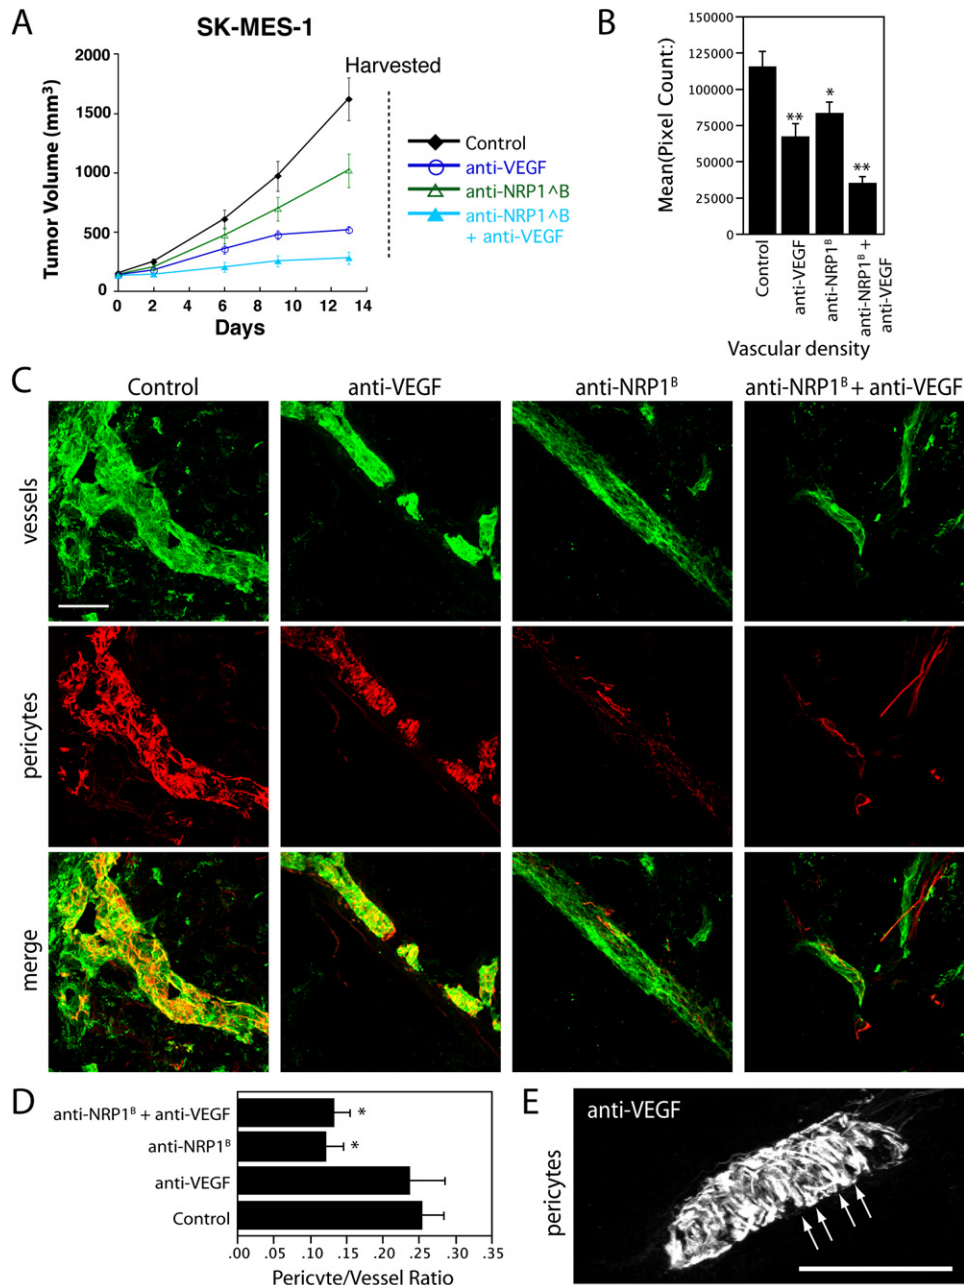 A
SK-MES-1
Tumor Volume (mm³)
2000
1500
1000
500
0
0 2 4 6 8 10 12 14
Days
Harvested
Control
anti-VEGF
anti-NRP1^B
anti-NRP1^B
+ anti-VEGF
B
Mean(Pixel Count:)
150000
125000
100000
75000
50000
25000
0
**
*
**
Control
anti-VEGF
anti-NRP1ᴮ
anti-NRP1ᴮ +
anti-VEGF
Vascular density
C
Control
anti-VEGF
anti-NRP1ᴮ
anti-NRP1ᴮ + anti-VEGF
vessels
pericytes
merge
D
anti-NRP1ᴮ + anti-VEGF
*
anti-NRP1ᴮ
*
anti-VEGF
Control
.00 .05 .10 .15 .20 .25 .30 .35
Pericyte/Vessel Ratio
E
anti-VEGF
pericytes